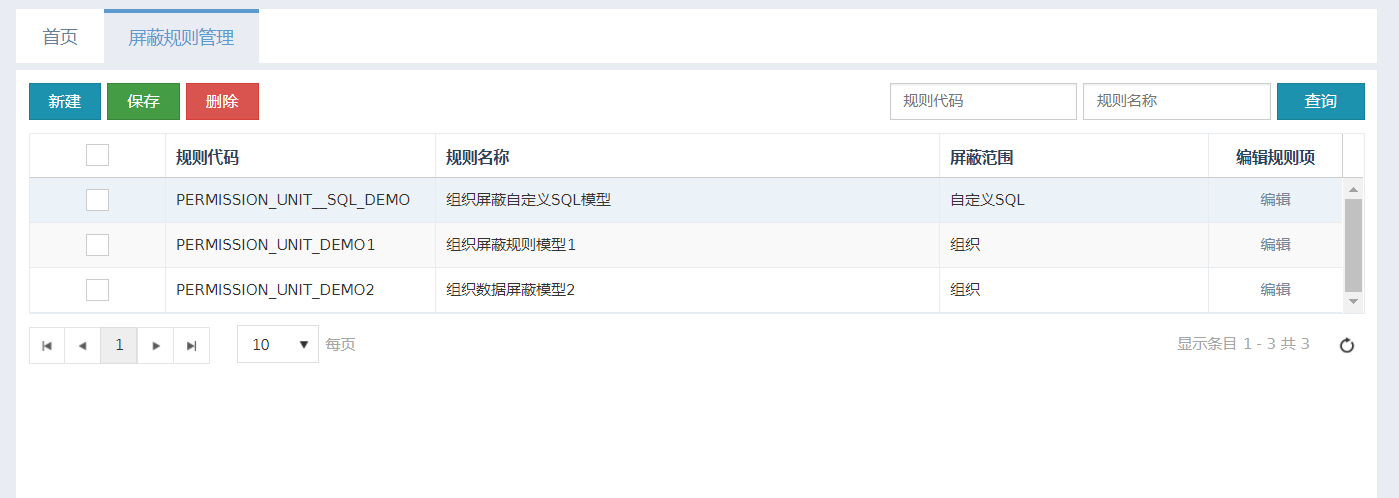 首页 屏蔽规则管理
新建 保存 删除 规则代码 规则名称 查询
规则代码 规则名称 屏蔽范围 编辑规则项
PERMISSION_UNIT__SQL_DEMO 组织屏蔽自定义SQL模型 自定义SQL 编辑
PERMISSION_UNIT_DEMO1 组织屏蔽规则模型1 组织 编辑
PERMISSION_UNIT_DEMO2 组织数据屏蔽模型2 组织 编辑
1 10 每页 显示条目 1 - 3 共 3